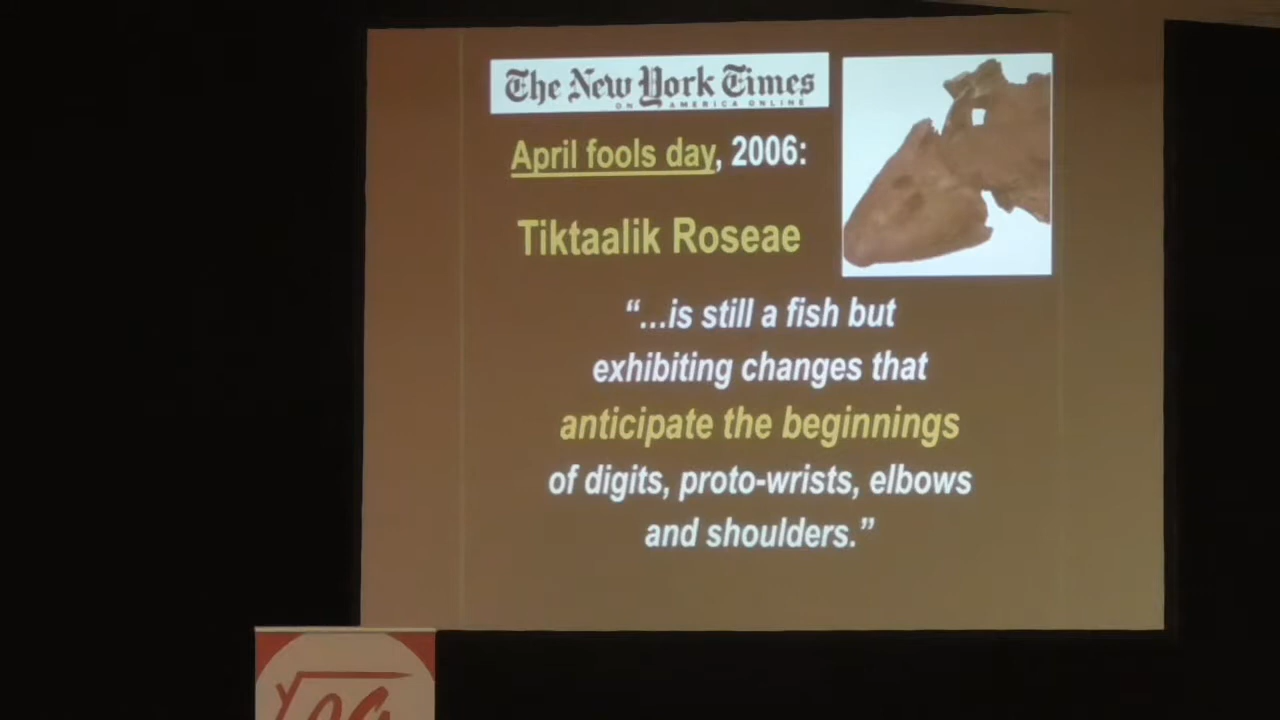 The New York Times
ON AMERICA ONLINE
April fools day, 2006:
Tiktaalik Roseae
“...is still a fish but
exhibiting changes that
anticipate the beginnings
of digits, proto-wrists, elbows
and shoulders.”